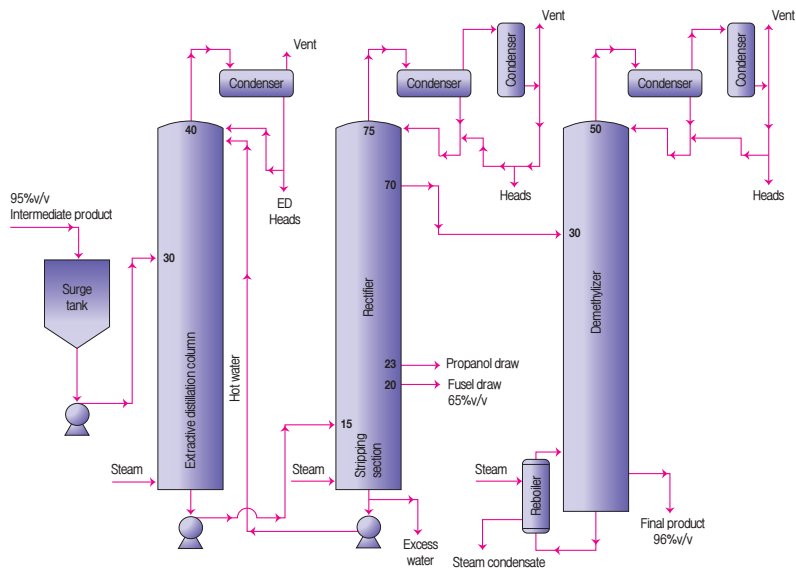 Vent
Condenser
40
ED
Heads
95%v/v
Intermediate product
30
Surge
tank
Extractive distillation column
Hot water
Steam
Vent
Condenser
Condenser
75
70
Heads
Rectifier
23
Propanol draw
20
Fusel draw
65%v/v
15
Stripping
section
Steam
Excess
water
Vent
Condenser
Condenser
50
Heads
30
Demethylizer
Steam
Reboiler
Steam condensate
Final product
96%v/v